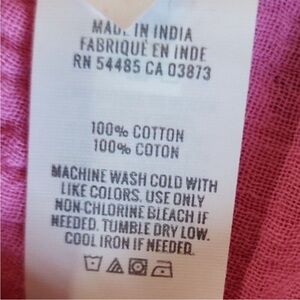 MADE IN INDIA
FABRIQUÉ EN INDE
RN 54485 CA 03873
100% COTTON
100% COTON
MACHINE WASH COLD WITH
LIKE COLORS. USE ONLY
NON-CHLORINE BLEACH IF
NEEDED. TUMBLE DRY LOW.
COOL IRON IF NEEDED.